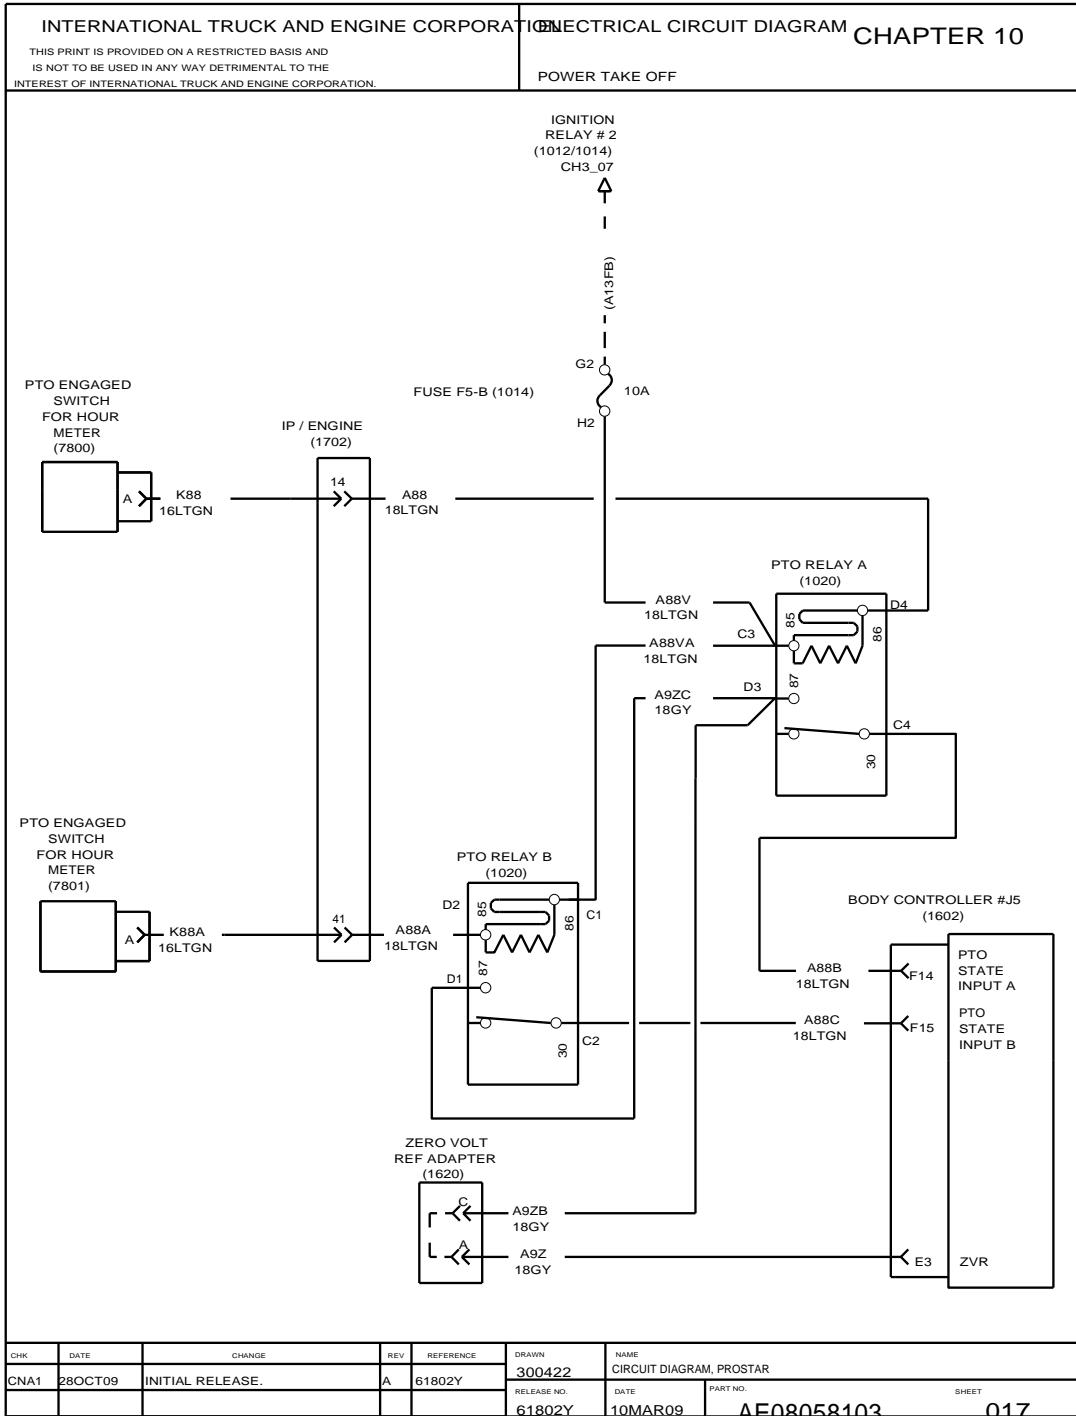 INTERNATIONAL TRUCK AND ENGINE CORPORATION
THIS PRINT IS PROVIDED ON A RESTRICTED BASIS AND
IS NOT TO BE USED IN ANY WAY DETRIMENTAL TO THE
INTEREST OF INTERNATIONAL TRUCK AND ENGINE CORPORATION.
ELECTRICAL CIRCUIT DIAGRAM
CHAPTER 10
POWER TAKE OFF
IGNITION
RELAY # 2
(1012/1014)
CH3_07
(A13FB)
G2
FUSE F5-B (1014)
10A
H2
PTO ENGAGED
SWITCH
FOR HOUR
METER
(7800)
A
K88
16LTGN
IP / ENGINE
(1702)
14
A88
18LTGN
PTO RELAY A
(1020)
A88V
18LTGN
D4
85
86
C3
A88VA
18LTGN
87
D3
A9ZC
18GY
C4
30
PTO ENGAGED
SWITCH
FOR HOUR
METER
(7801)
A
K88A
16LTGN
41
A88A
18LTGN
PTO RELAY B
(1020)
D2
85
86
C1
87
D1
C2
30
BODY CONTROLLER #J5
(1602)
A88B
18LTGN
F14
PTO
STATE
INPUT A
A88C
18LTGN
F15
PTO
STATE
INPUT B
ZERO VOLT
REF ADAPTER
(1620)
C
A9ZB
18GY
A
A9Z
18GY
E3
ZVR
CHK DATE CHANGE REV REFERENCE
CNA1 28OCT09 INITIAL RELEASE. A 61802Y
DRAWN
300422
NAME
CIRCUIT DIAGRAM, PROSTAR
RELEASE NO.
61802Y
DATE
10MAR09
PART NO.
AE08058103
SHEET
017